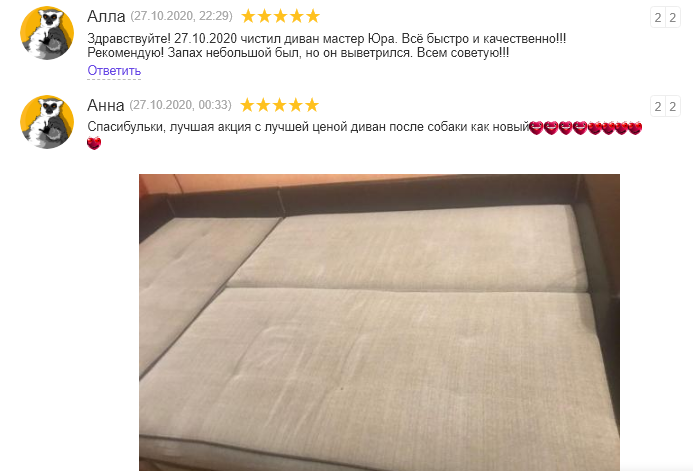 Алла (27.10.2020, 22:29)
2 2
Здравствуйте! 27.10.2020 чистил диван мастер Юра. Всё быстро и качественно!!!
Рекомендую! Запах небольшой был, но он выветрился. Всем советую!!!
Ответить
Анна (27.10.2020, 00:33)
2 2
Спасибульки, лучшая акция с лучшей ценой диван после собаки как новый